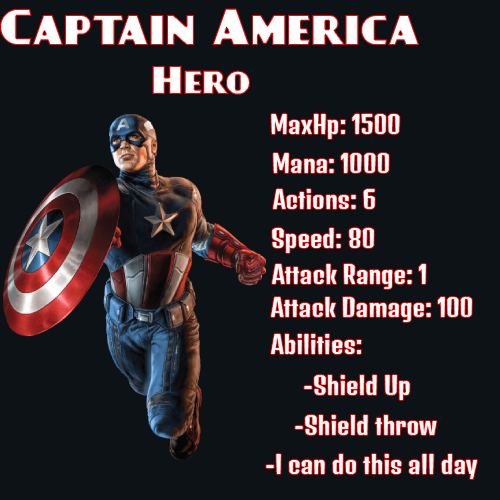 Captain America
Hero
MaxHp: 1500
Mana: 1000
Actions: 6
Speed: 80
Attack Range: 1
Attack Damage: 100
Abilities:
-Shield Up
-Shield throw
-I can do this all day
A